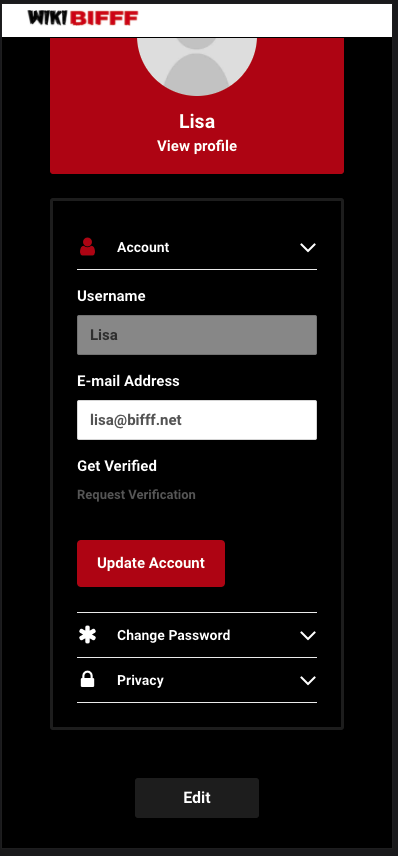 WIKI BIFFF
Lisa
View profile
Account
Username
Lisa
E-mail Address
lisa@bifff.net
Get Verified
Request Verification
Update Account
Change Password
Privacy
Edit